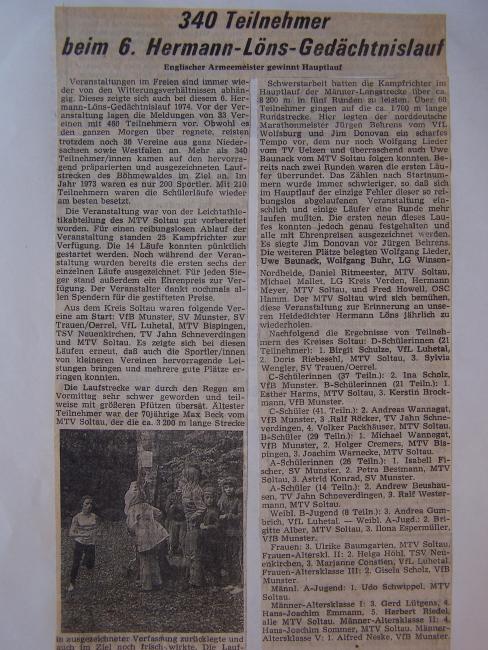 340 Teilnehmer
beim 6. Hermann-Löns-Gedächtnislauf
Englischer Armeemeister gewinnt Hauptlauf
Veranstaltungen im Freien sind immer wie-
der von den Witterungsverhältnissen abhän-
gig. Dieses zeigte sich auch bei diesem 6. Her-
mann-Löns-Gedächtnislauf 1974. Vor der Ver-
anstaltung lagen die Meldungen von 33 Ver-
einen mit 460 Teilnehmern vor. Obwohl es
den ganzen Morgen über regnete, reisten
trotzdem noch 30 Vereine aus ganz Nieder-
sachsen sowie Westfalen an. Mehr als 340
Teilnehmer/innen kamen auf den hervorra-
gend präparierten und ausgezeichneten Lauf-
strecken des Böhmewaldes ins Ziel an. Im
Jahr 1973 waren es nur 200 Sportler. Mit 210
Teilnehmern waren die Schülerläufe wieder
am besten besetzt.
Die Veranstaltung war von der Leichtathle-
tikabteilung des MTV Soltau gut vorbereitet
worden. Für einen reibungslosen Ablauf der
Veranstaltung standen 25 Kampfrichter zur
Verfügung. Die 14 Läufe konnten pünktlich
gestartet werden. Noch während der Veran-
staltung wurden bereits die ersten sechs der
einzelnen Läufe ausgezeichnet. Für jeden Sie-
ger stand außerdem ein Ehrenpreis zur Ver-
fügung. Der Veranstalter denkt nochmals al-
len Spendern für die gestifteten Preise.
Aus dem Kreis Soltau waren folgende Ver-
eine am Start: VfB Munster, SV Munster, SV
Trauen/Oerrel, VfL Luhetal, MTV Bispingen,
TSV Neuenkirchen, TV Jahn Schneverdingen
und MTV Soltau. Es zeigte sich bei diesen
Läufen erneut, daß auch die Sportler/innen
von kleineren Vereinen hervorragende Lei-
stungen bringen und mehrere gute Plätze er-
ringen konnten.
Die Laufstrecke war durch den Regen am
Vormittag sehr schwer geworden und teil-
weise mit größeren Pfützen übersät. Ältester
Teilnehmer war der 70jährige Max Beck vom
MTV Soltau, der die ca. 3 200 m lange Strecke
in ausgezeichneter Verfassung zurücklegte und
auch im Ziel noch frisch wirkte. Die Lauf-
Schwerstarbeit hatten die Kampfrichter im
Hauptlauf der Männer-Langstrecke über ca.
8 200 m in fünf Runden zu leisten. Über 60
Teilnehmer gingen auf die ca. 1 700 m lange
Rundstrecke. Hier legten der norddeutsche
Marathonmeister Jürgen Behrens vom VfL
Wolfsburg und Jim Donovan ein scharfes
Tempo vor, dem nur noch Wolfgang Lieder
vom TV Uelzen und überraschend auch Uwe
Baunack vom MTV Soltau folgen konnten. Be-
reits nach zwei Runden waren die ersten Läu-
fer überrundet. Das Zählen nach Startnum-
mern wurde immer schwieriger, so daß sich
im Hauptlauf der einzige Fehler dieser so rei-
bungslos abgelaufenen Veranstaltung ein-
schlich und einige Läufer eine Runde mehr
laufen mußten. Die ersten neun dieses Lau-
fes konnten jedoch genau festgehalten und
alle mit Ehrenpreisen ausgezeichnet werden.
Es siegte Jim Donovan vor Jürgen Behrens.
Die weiteren Plätze belegten Wolfgang Lieder,
Uwe Beunack, Wolfgang Buhr, LG Winsen-
Nordheide, Daniel Ritmeester, MTV Soltau,
Michael Mallet, LG Kreis Verden, Hermann
Meyer, MTV Soltau, und Fred Howell, OSC
Hamm. Der MTV Soltau wird sich bemühen,
diese Veranstaltung zur Erinnerung an unse-
ren Heidedichter Hermann Löns jährlich zu
wiederholen.
Nachfolgend die Ergebnisse von Teilneh-
mern des Kreises Soltau: D-Schülerinnen (21
Teilnehmer): 1. Birgit Schulze, VfL Luhetal,
2. Doris Riebesehl, MTV Soltau, 3. Sylvia
Wengler, SV Trauen/Oerrel.
C-Schülerinnen (37 Teiln.): 2. Ina Scholz,
VfB Munster. B-Schülerinnen (21 Teiln.): 1.
Esther Harms, MTV Soltau, 3. Kerstin Brock-
mann, VfB Munster.
C-Schüler (41 Teiln.): 2. Andreas Wannagat,
VfB Munster, 3 Ralf Röcker, TV Jahn Schne-
verdingen, 4. Volker Packhäuser, MTV Soltau.
B-Schüler (29 Teiln.): 1. Michael Wannegat,
VfB Munster, 2. Holger Cremers, MTV Bis-
pingen, 3. Joachim Warnecke, MTV Soltau.
A-Schülerinnen (26 Teiln.): 1. Isabell Fi-
scher, SV Munster, 2. Petra Bestmann, MTV
Soltau, 3. Astrid Konrad, SV Munster.
A-Schüler (14 Teiln.): 2. Andrew Beushau-
sen, TV Jahn Schneverdingen, 3. Ralf Wester-
mann, MTV Soltau.
Weibl. B-Jugend (8 Teiln.): 3. Andrea Gum-
brich, VfL Luhetal. — Weibl. A-Jugd.: 2. Bri-
gitte Alber, MTV Soltau, 3. Ilona Espermüller,
VfB Munster.
Frauen: 3. Ulrike Baumgarten, MTV Soltau.
Frauen-Alterskl. II: 2. Helga Höbl, TSV Neu-
enkirchen, 3. Marianne Constien, VfL Luhetal.
Frauen-Altersklasse III: 2. Gisela Scholz, VfB
Munster.
Männl. A-Jugend: 1. Udo Schwippel, MTV
Soltau.
Männer-Altersklasse I: 3. Gerd Lütgens, 4.
Hans-Joachim Emmann, 5. Herbert Riedel,
alle MTV Soltau. Männer-Altersklasse II: 4.
Hans-Joachim Sommer, MTV Soltau. Männer-
Altersklasse V: 1. Alfred Neske, VfB Munster.